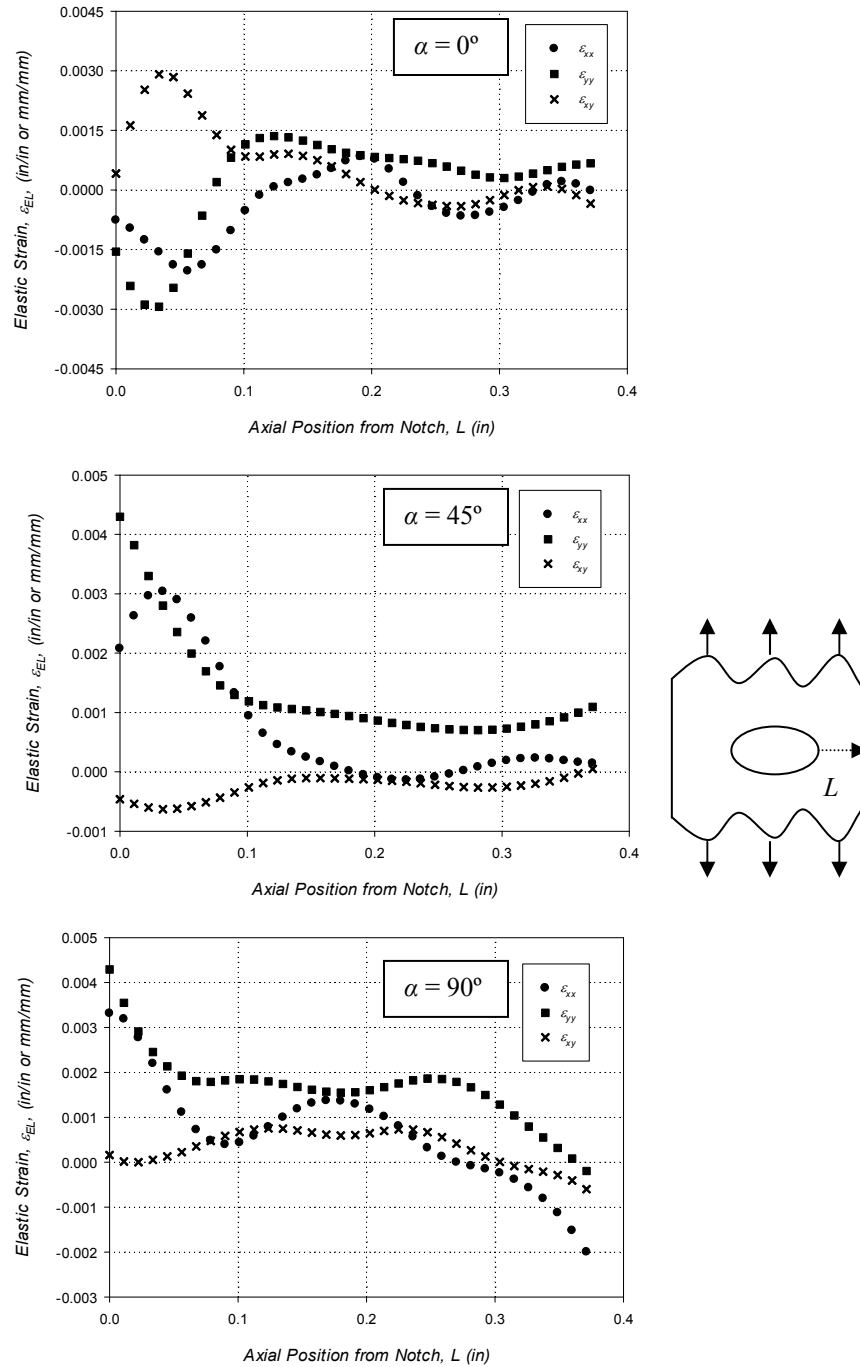 0.0045
0.0030
0.0015
0.0000
-0.0015
-0.0030
-0.0045
Elastic Strain, εEL, (in/in or mm/mm)
α = 0º
εxx
εyy
εxy
0.0 0.1 0.2 0.3 0.4
Axial Position from Notch, L (in)
0.005
0.004
0.003
0.002
0.001
0.000
-0.001
Elastic Strain, εEL, (in/in or mm/mm)
α = 45º
εxx
εyy
εxy
0.0 0.1 0.2 0.3 0.4
Axial Position from Notch, L (in)
L
0.005
0.004
0.003
0.002
0.001
0.000
-0.001
-0.002
-0.003
Elastic Strain, εEL, (in/in or mm/mm)
α = 90º
εxx
εyy
εxy
0.0 0.1 0.2 0.3 0.4
Axial Position from Notch, L (in)